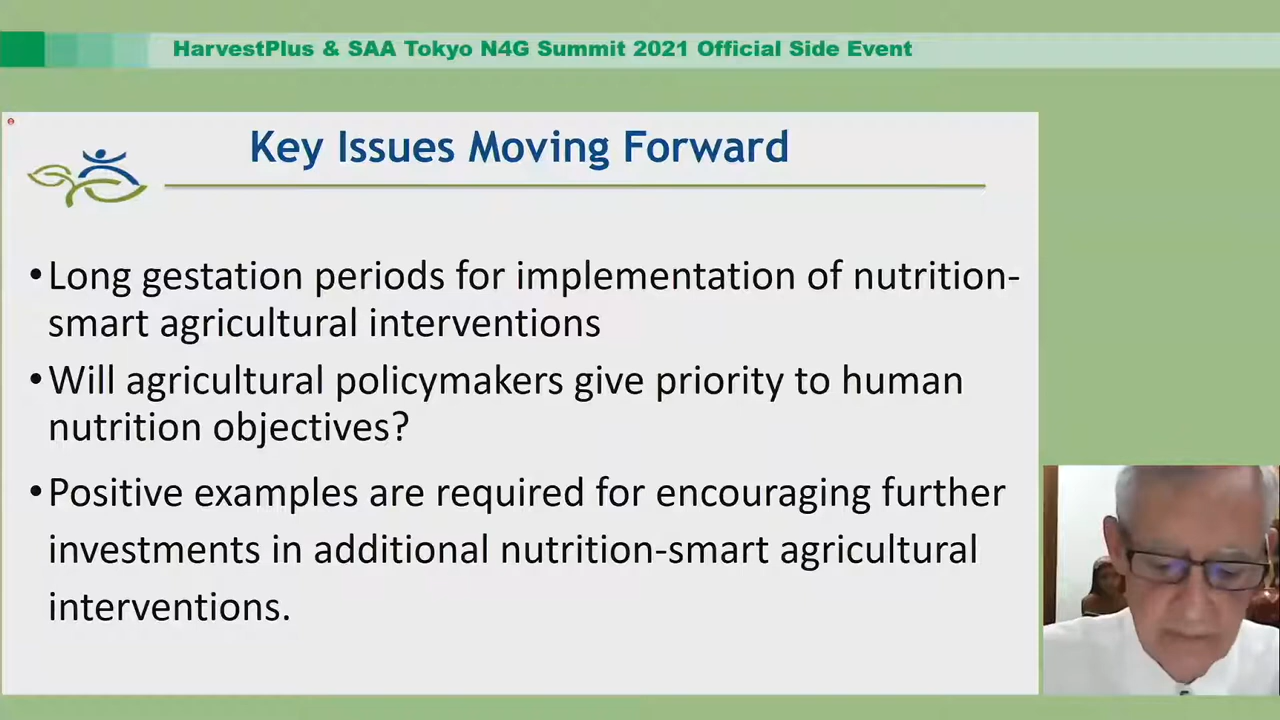 HarvestPlus & SAA Tokyo N4G Summit 2021 Official Side Event
Key Issues Moving Forward
•Long gestation periods for implementation of nutrition-
smart agricultural interventions
•Will agricultural policymakers give priority to human
nutrition objectives?
•Positive examples are required for encouraging further
investments in additional nutrition-smart agricultural
interventions.